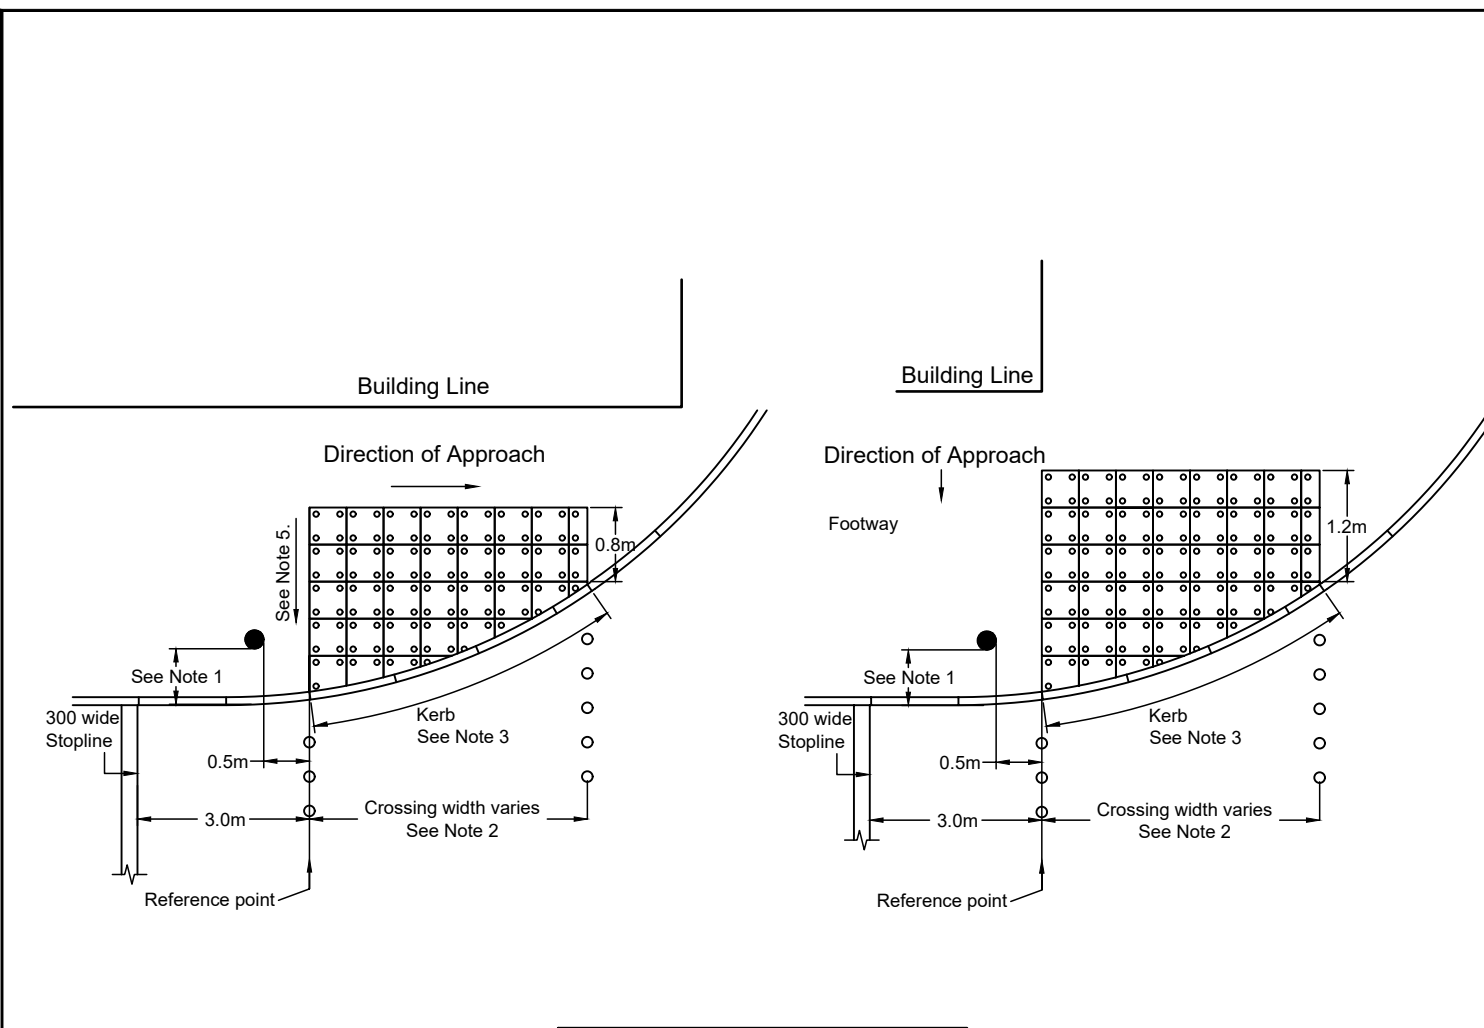 Building Line
Direction of Approach
See Note 5.
0.8m
See Note 1
300 wide
Stopline
Kerb
See Note 3
0.5m
3.0m
Crossing width varies
See Note 2
Reference point
Building Line
Direction of Approach
Footway
1.2m
See Note 1
300 wide
Stopline
Kerb
See Note 3
0.5m
3.0m
Crossing width varies
See Note 2
Reference point